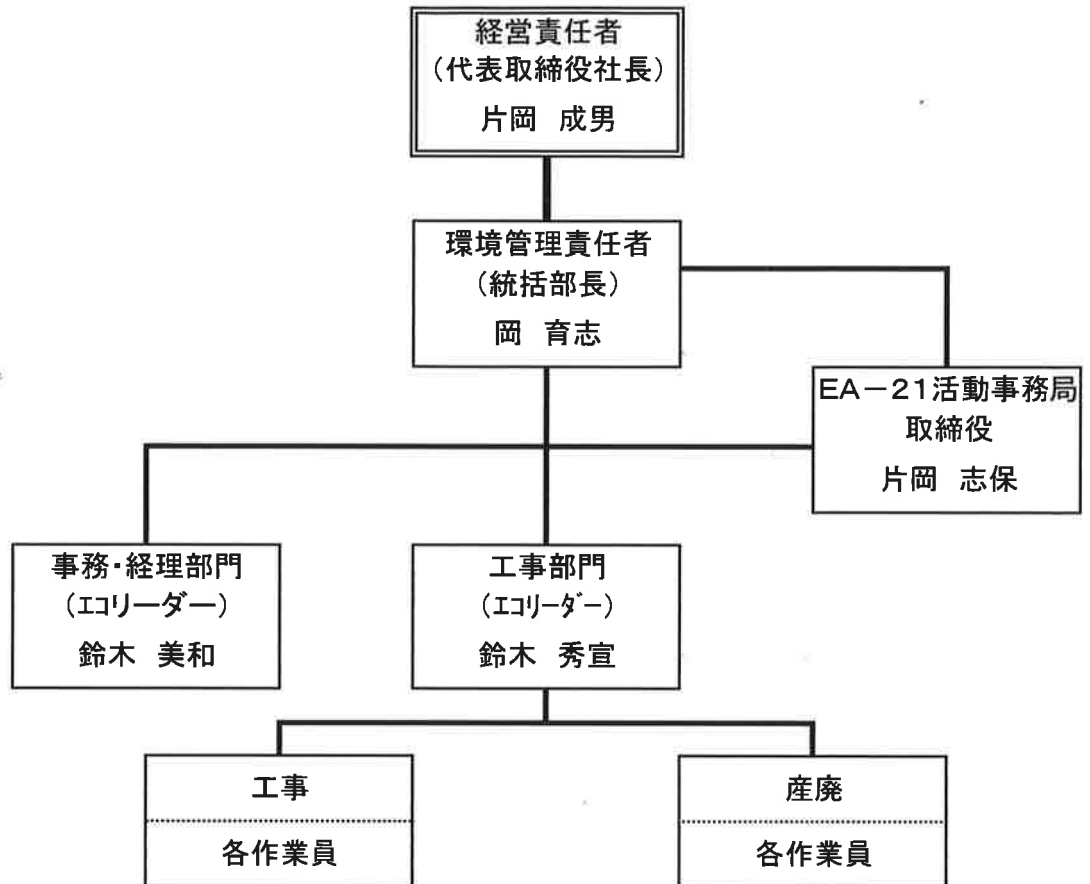 経営責任者
(代表取締役社長)
片岡 成男
環境管理責任者
(統括部長)
岡 育志
EA－21活動事務局
取締役
片岡 志保
事務・経理部門
(エコリーダー)
鈴木 美和
工事部門
(ｴｺﾘｰﾀﾞｰ)
鈴木 秀宣
工事
各作業員
産廃
各作業員